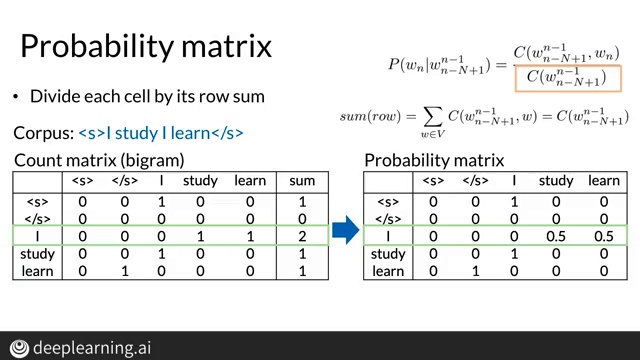 Probability matrix
P(w_n|w_{n-N+1}^{n-1}) = C(w_{n-N+1}^{n-1}, w_n) / C(w_{n-N+1}^{n-1})
• Divide each cell by its row sum
sum(row) = ∑_{w∈V} C(w_{n-N+1}^{n-1}, w) = C(w_{n-N+1}^{n-1})
Corpus: <s>I study I learn</s>
Count matrix (bigram)
<s> </s> I study learn sum
<s> 0 0 1 0 0 1
</s> 0 0 0 0 0 0
I 0 0 0 1 1 2
study 0 0 1 0 0 1
learn 0 1 0 0 0 1
Probability matrix
<s> </s> I study learn
<s> 0 0 1 0 0
</s> 0 0 0 0 0
I 0 0 0 0.5 0.5
study 0 0 1 0 0
learn 0 1 0 0 0
deeplearning.ai